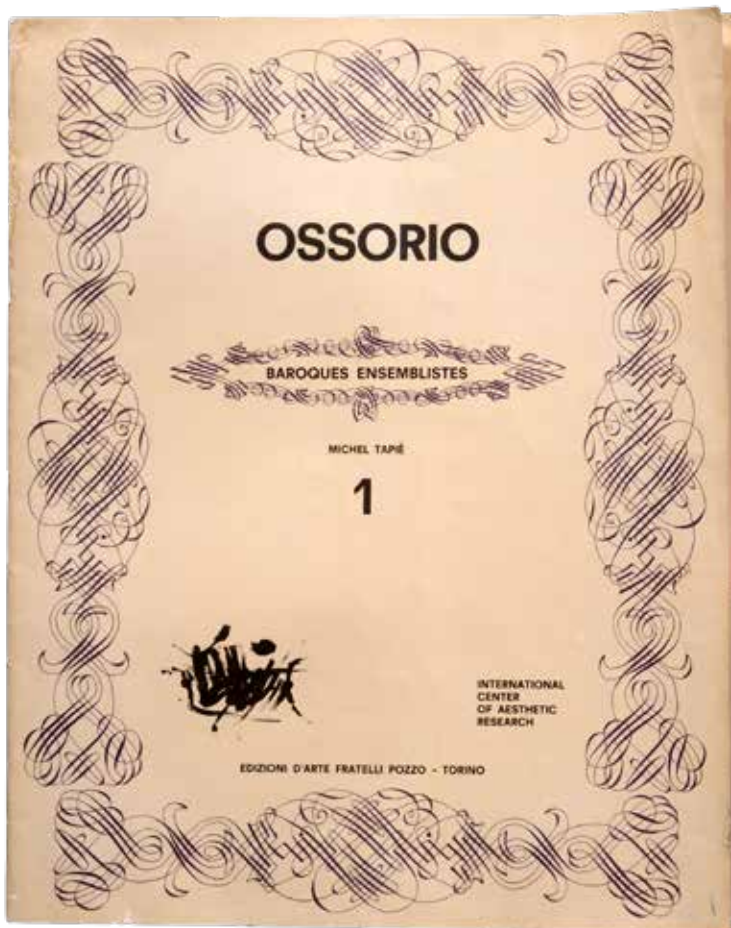 OSSORIO
BAROQUES ENSEMBLISTES
MICHEL TAPIÉ
1
INTERNATIONAL
CENTER
OF AESTHETIC
RESEARCH
EDIZIONI D'ARTE FRATELLI POZZO - TORINO